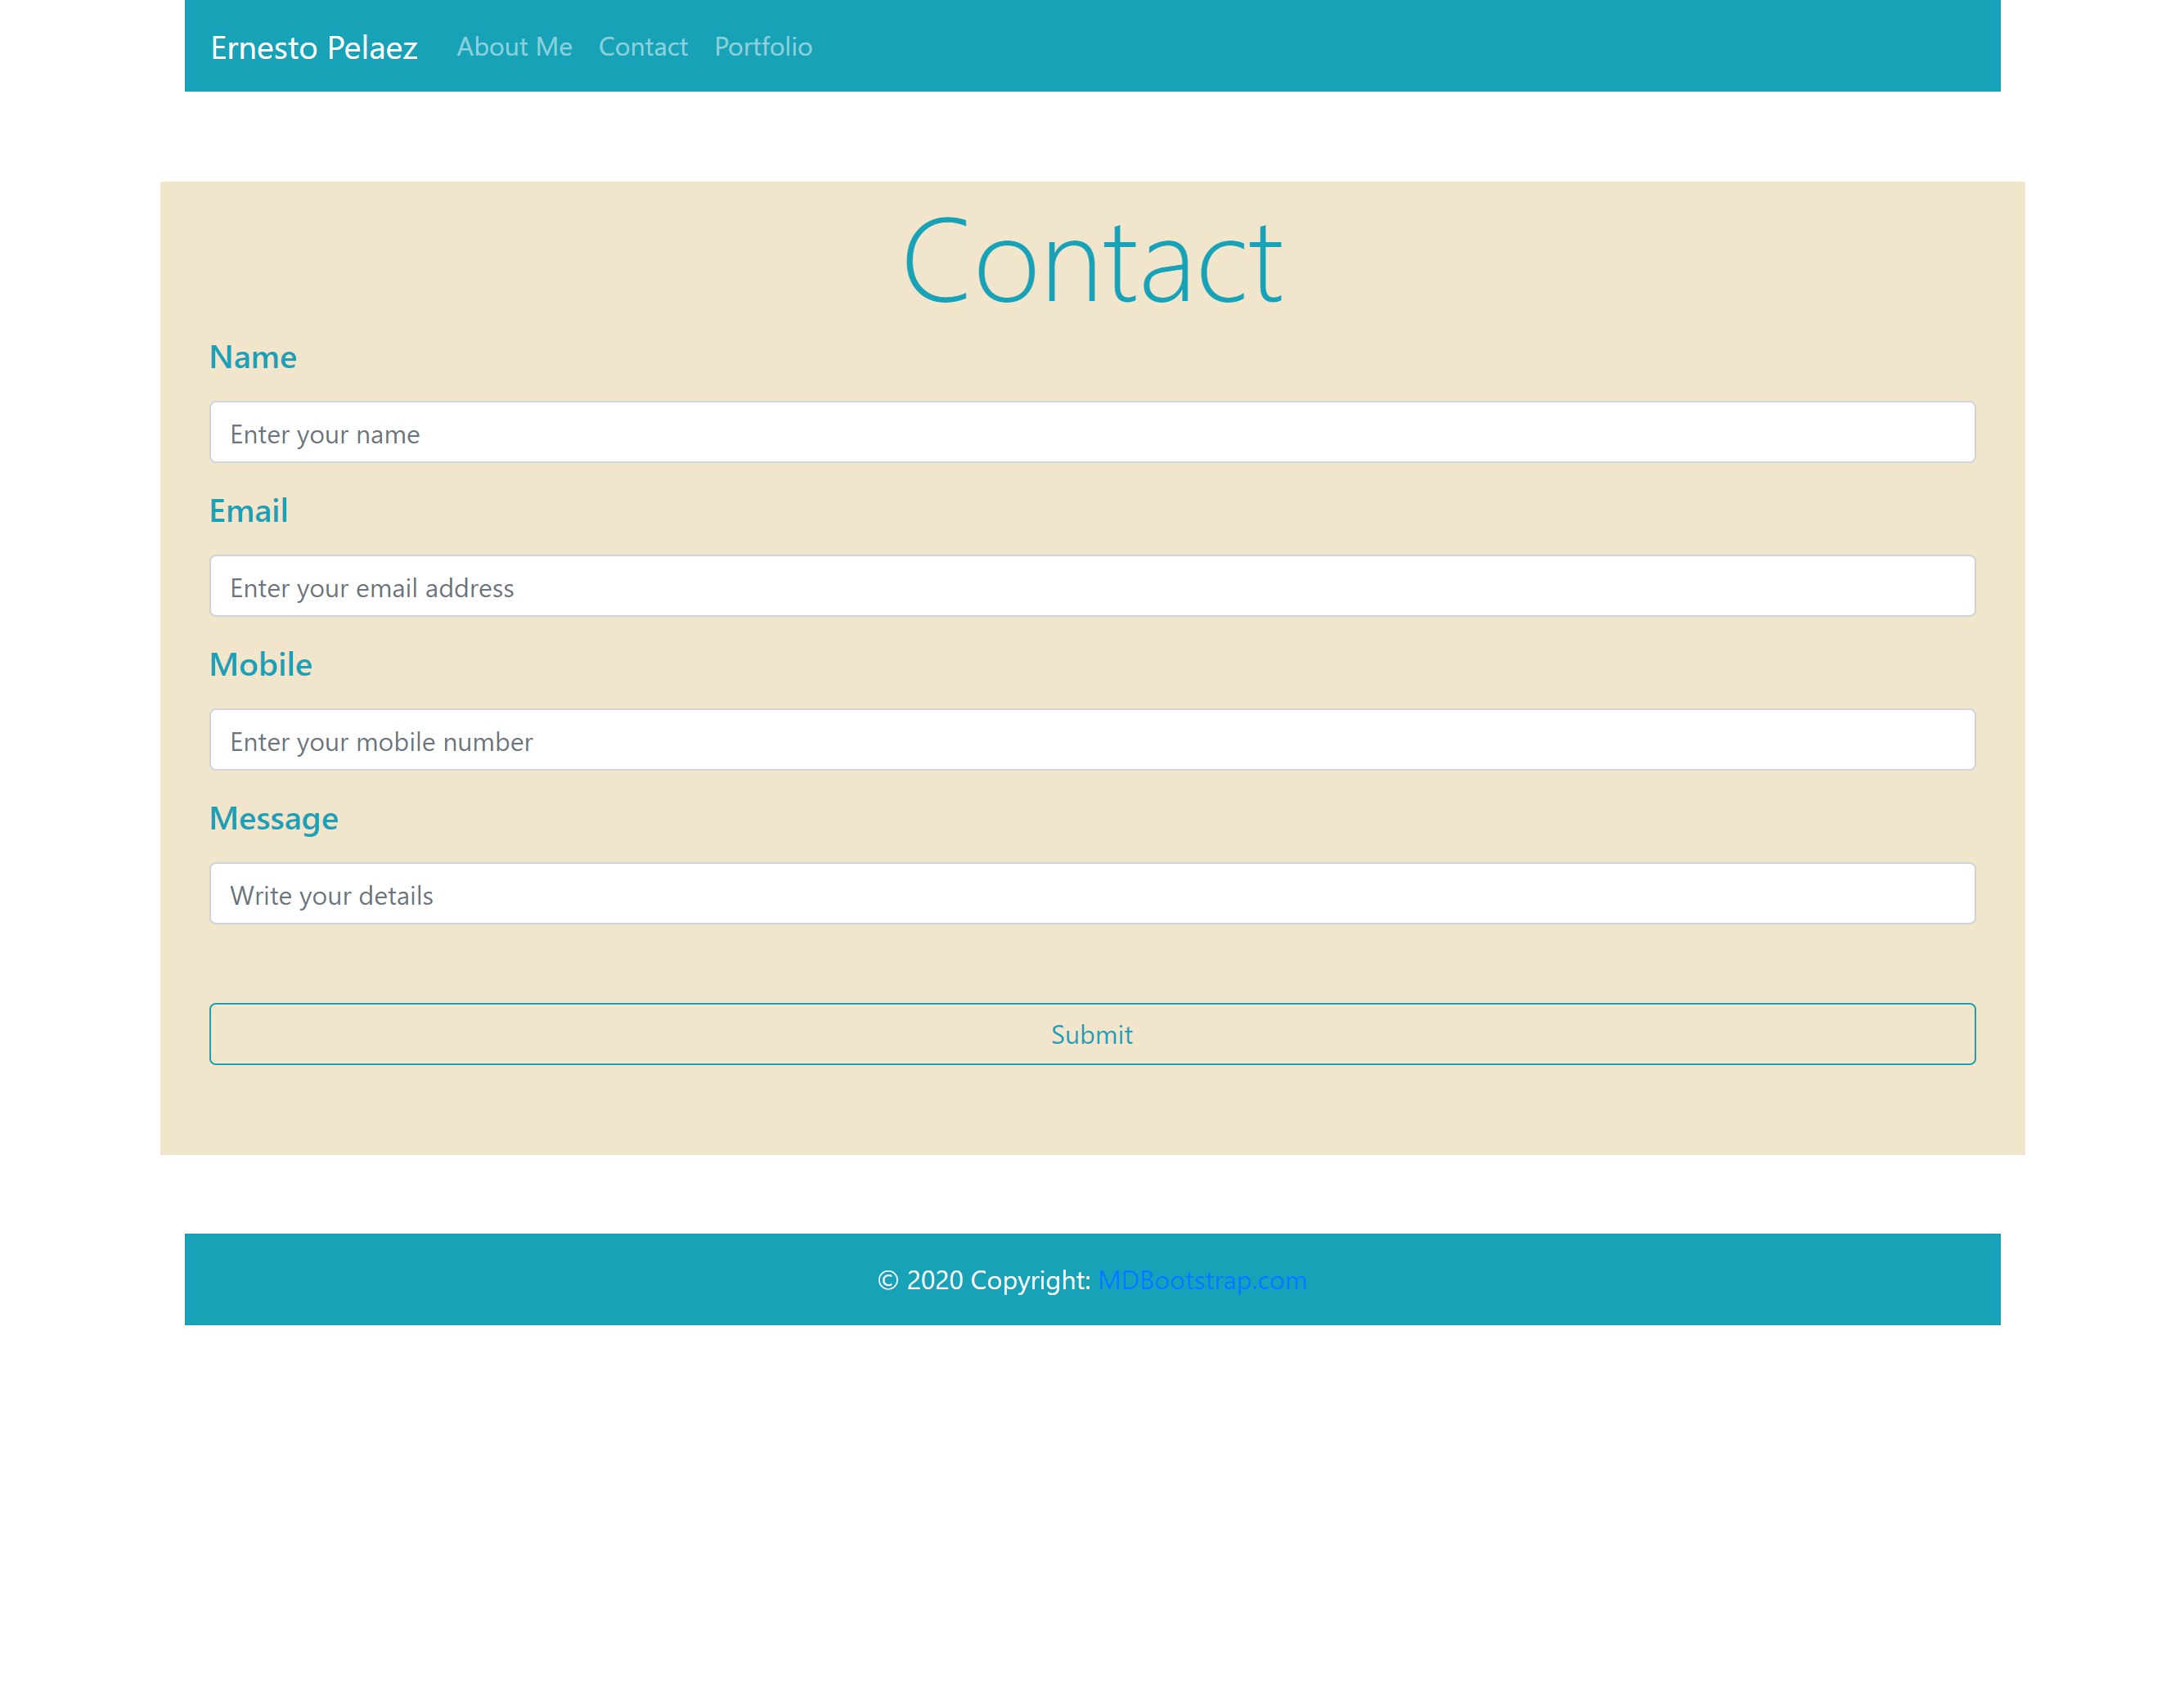 Ernesto Pelaez About Me Contact Portfolio
Contact
Name
Enter your name
Email
Enter your email address
Mobile
Enter your mobile number
Message
Write your details
Submit
© 2020 Copyright: MDBootstrap.com